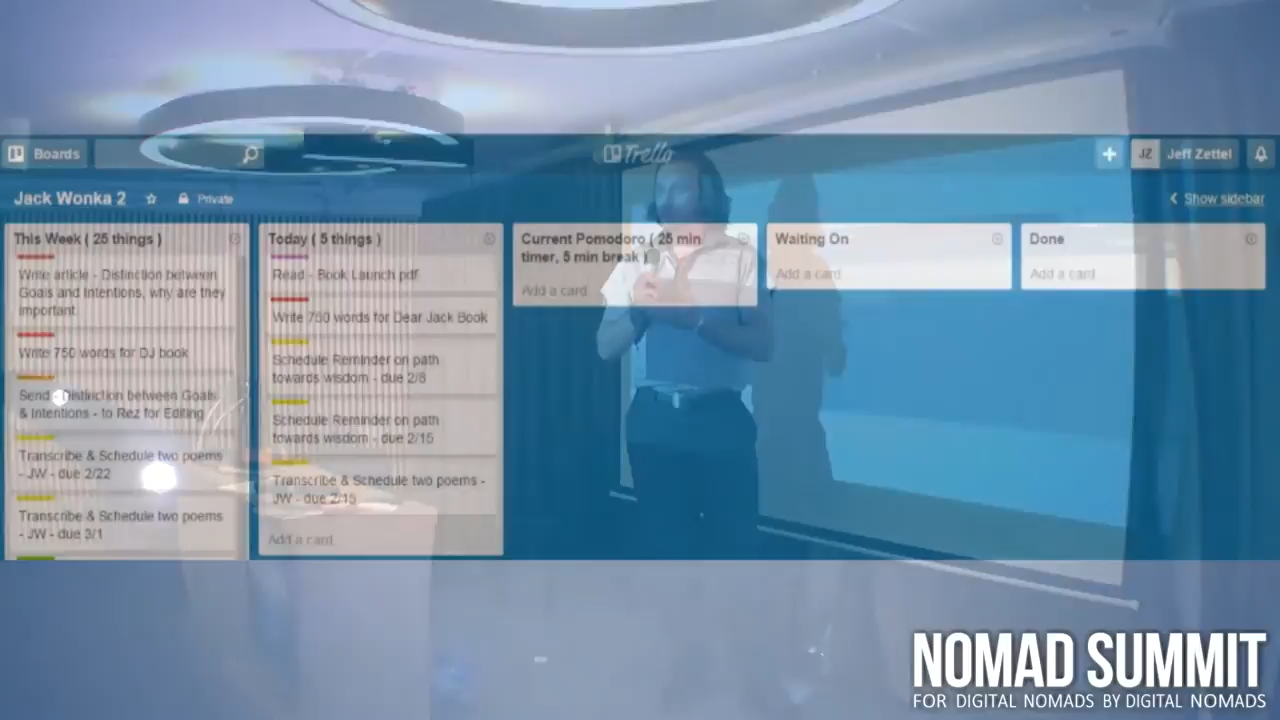 Boards
Trello
+
JZ
Jeff Zettel
Jack Wonka 2
Private
< Show sidebar
This Week ( 25 things )
Write article - Distinction between
Goals and Intentions, why are they
important.
Write 750 words for DJ book
Send - Distinction between Goals
& Intentions - to Rez for Editing
Transcribe & Schedule two poems
- JW - due 2/22
Transcribe & Schedule two poems
- JW - due 3/1
Today ( 5 things )
Read - Book Launch pdf
Write 750 words for Dear Jack Book
Schedule Reminder on path
towards wisdom - due 2/8
Schedule Reminder on path
towards wisdom - due 2/15
Transcribe & Schedule two poems -
JW - due 2/15
Add a card...
Current Pomodoro ( 25 min
timer, 5 min break )
Add a card...
Waiting On
Add a card...
Done
Add a card...
NOMAD SUMMIT
FOR DIGITAL NOMADS BY DIGITAL NOMADS